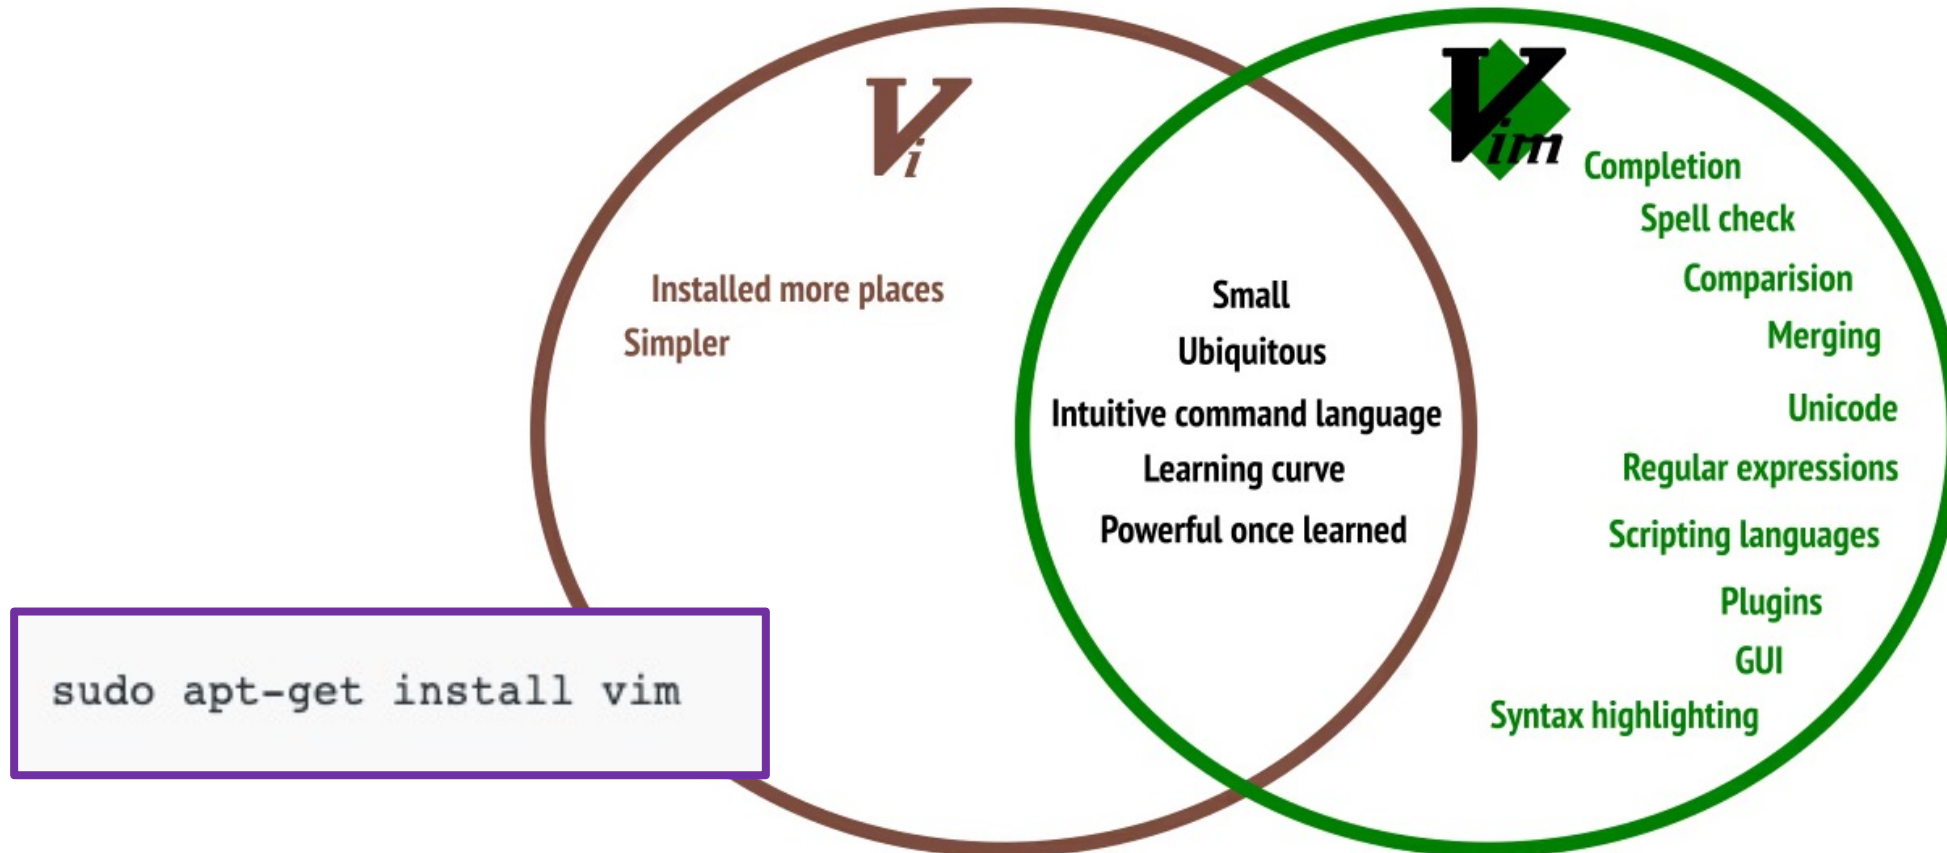 Vi
Installed more places
Simpler
Small
Ubiquitous
Intuitive command language
Learning curve
Powerful once learned
Vim
Completion
Spell check
Comparision
Merging
Unicode
Regular expressions
Scripting languages
Plugins
GUI
Syntax highlighting
sudo apt-get install vim